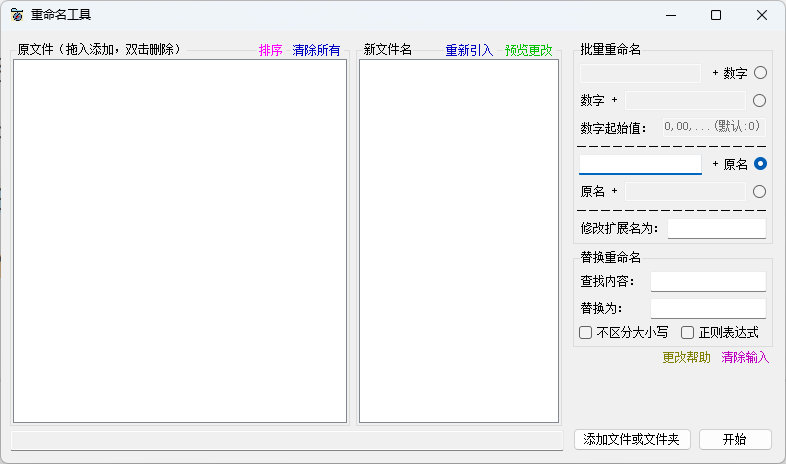 重命名工具
原文件（拖入添加，双击删除） 排序 清除所有
新文件名 重新引入 预览更改
批量重命名
+ 数字
数字 +
数字起始值： 0,00,...(默认:0)
+ 原名
原名 +
修改扩展名为：
替换重命名
查找内容：
替换为：
不区分大小写 正则表达式
更改帮助 清除输入
添加文件或文件夹 开始